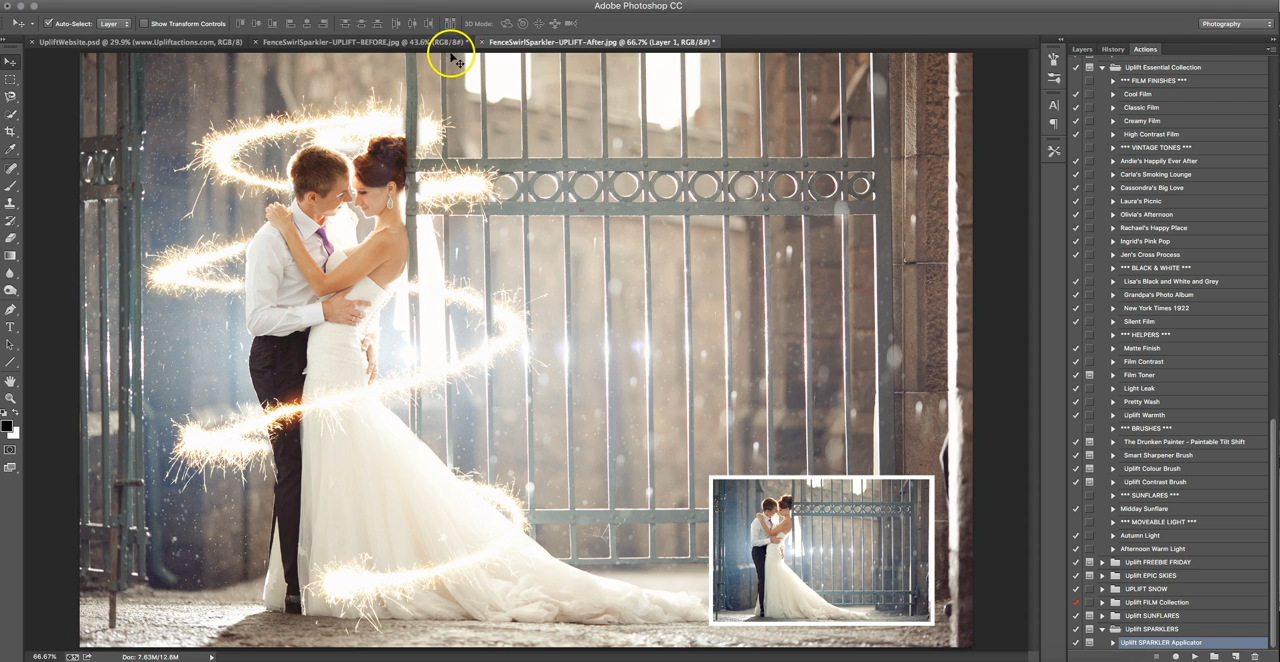 Adobe Photoshop CC
Auto-Select: Layer Show Transform Controls 3D Mode: Photography
UpliftWebsite.psd @ 29.9% (www.Upliftactions.com, RGB/8) FenceSwirlSparkler-UPLIFT-BEFORE.jpg @ 43.6% (RGB/8#) * FenceSwirlSparkler-UPLIFT-After.jpg @ 66.7% (Layer 1, RGB/8#) *
Layers History Actions
Uplift Essential Collection
*** FILM FINISHES ***
Cool Film
Classic Film
Creamy Film
High Contrast Film
*** VINTAGE TONES ***
Andie's Happily Ever After
Carla's Smoking Lounge
Cassondra's Big Love
Laura's Picnic
Olivia's Afternoon
Rachael's Happy Place
Ingrid's Pink Pop
Jen's Cross Process
*** BLACK & WHITE ***
Lisa's Black and White and Grey
Grandpa's Photo Album
New York Times 1922
Silent Film
*** HELPERS ***
Matte Finish
Film Contrast
Film Toner
Light Leak
Pretty Wash
Uplift Warmth
*** BRUSHES ***
The Drunken Painter - Paintable Tilt Shift
Smart Sharpener Brush
Uplift Colour Brush
Uplift Contrast Brush
*** SUNFLARES ***
Midday Sunflare
*** MOVEABLE LIGHT ***
Autumn Light
Afternoon Warm Light
Uplift FREEBIE FRIDAY
Uplift EPIC SKIES
UPLIFT SNOW
Uplift FILM Collection
Uplift SUNFLARES
Uplift SPARKLERS
Uplift SPARKLER Applicator
66.67% Doc: 7.63M/12.6M